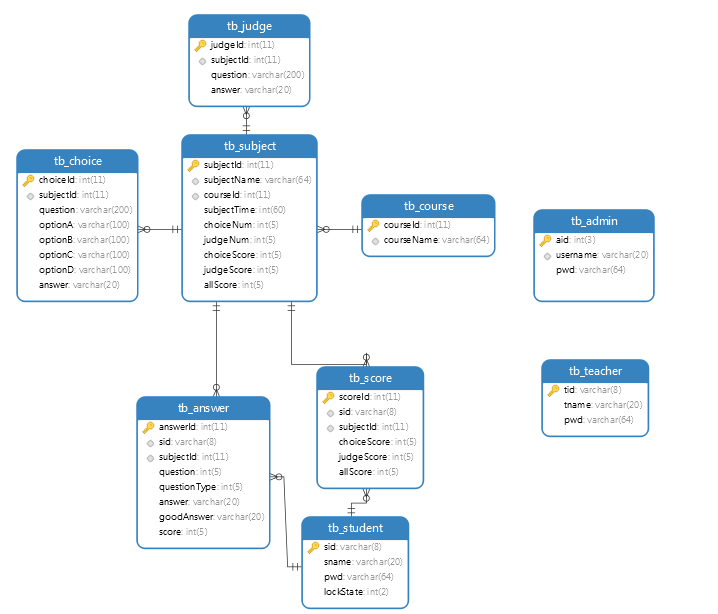 tb_judge
judgeId: int(11)
subjectId: int(11)
question: varchar(200)
answer: varchar(20)
tb_subject
subjectId: int(11)
subjectName: varchar(64)
courseId: int(11)
subjectTime: int(60)
choiceNum: int(5)
judgeNum: int(5)
choiceScore: int(5)
judgeScore: int(5)
allScore: int(5)
tb_choice
choiceId: int(11)
subjectId: int(11)
question: varchar(200)
optionA: varchar(100)
optionB: varchar(100)
optionC: varchar(100)
optionD: varchar(100)
answer: varchar(20)
tb_course
courseId: int(11)
courseName: varchar(64)
tb_admin
aid: int(3)
username: varchar(20)
pwd: varchar(64)
tb_teacher
tid: varchar(8)
tname: varchar(20)
pwd: varchar(64)
tb_score
scoreId: int(11)
sid: varchar(8)
subjectId: int(11)
choiceScore: int(5)
judgeScore: int(5)
allScore: int(5)
tb_answer
answerId: int(11)
sid: varchar(8)
subjectId: int(11)
question: int(5)
questionType: int(5)
answer: varchar(20)
goodAnswer: varchar(20)
score: int(5)
tb_student
sid: varchar(8)
sname: varchar(20)
pwd: varchar(64)
lockState: int(2)